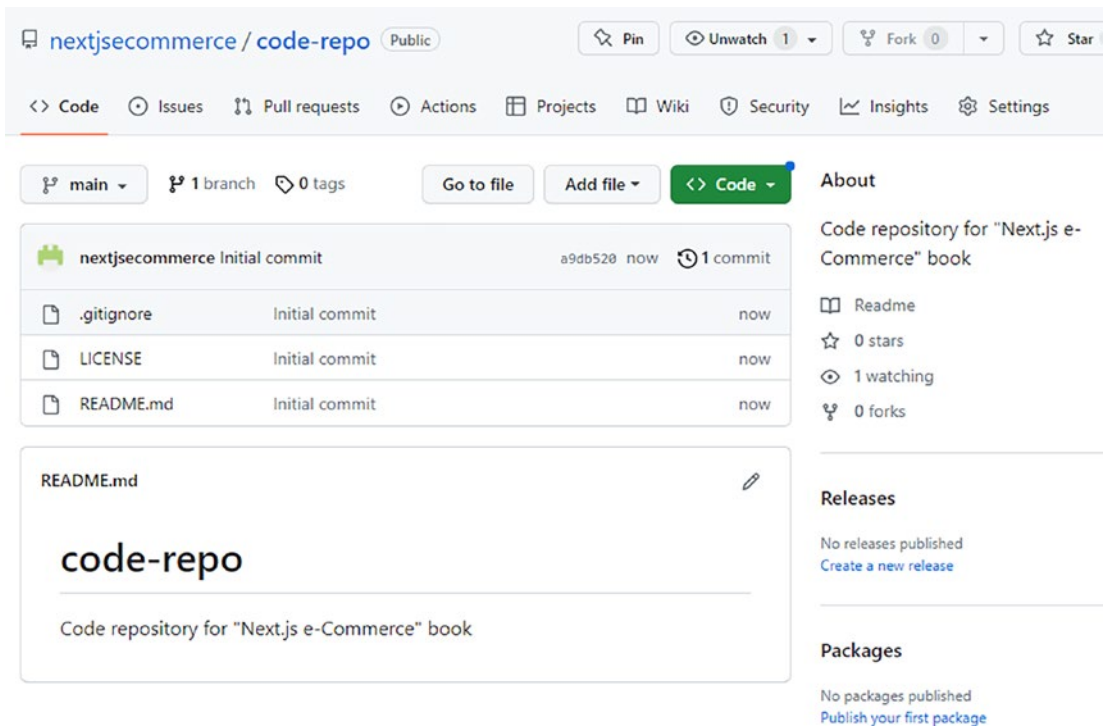 nextjsecommerce / code-repo Public Pin Unwatch 1 Fork 0 Star
Code Issues Pull requests Actions Projects Wiki Security Insights Settings
main 1 branch 0 tags Go to file Add file <> Code
nextjsecommerce Initial commit a9db520 now 1 commit
.gitignore Initial commit now
LICENSE Initial commit now
README.md Initial commit now
README.md
code-repo
Code repository for "Next.js e-Commerce" book
About
Code repository for "Next.js e-
Commerce" book
Readme
0 stars
1 watching
0 forks
Releases
No releases published
Create a new release
Packages
No packages published
Publish your first package